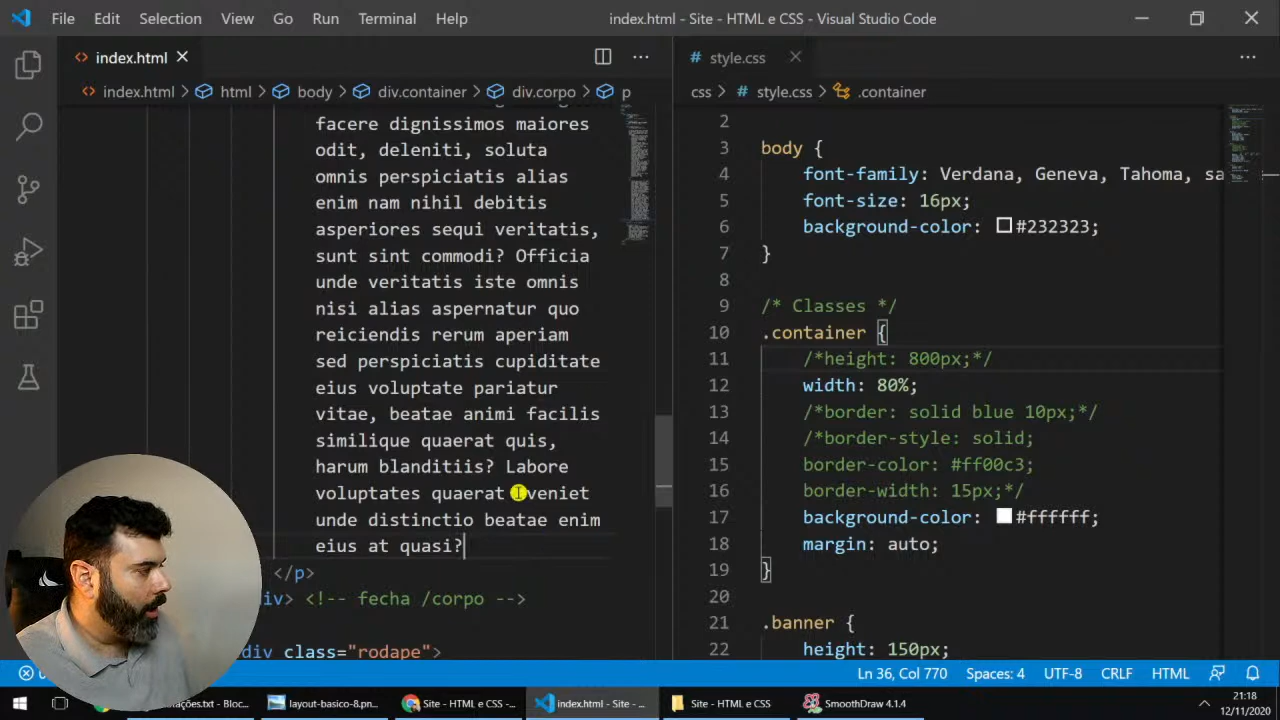 File Edit Selection View Go Run Terminal Help
index.html - Site - HTML e CSS - Visual Studio Code
index.html
style.css
index.html > html > body > div.container > div.corpo > p
css > style.css > .container
facere dignissimos maiores
odit, deleniti, soluta
omnis perspiciatis alias
enim nam nihil debitis
asperiores sequi veritatis,
sunt sint commodi? Officia
unde veritatis iste omnis
nisi alias aspernatur quo
reiciendis rerum aperiam
sed perspiciatis cupiditate
eius voluptate pariatur
vitae, beatae animi facilis
similique quaerat quis,
harum blanditiis? Labore
voluptates quaerat eveniet
unde distinctio beatae enim
eius at quasi?
</p>
div> <!-- fecha /corpo -->
div class="rodape">
2
3 body {
4 font-family: Verdana, Geneva, Tahoma, sa
5 font-size: 16px;
6 background-color: #232323;
7 }
8
9 /* Classes */
10 .container {
11 /*height: 800px;*/
12 width: 80%;
13 /*border: solid blue 10px;*/
14 /*border-style: solid;
15 border-color: #ff00c3;
16 border-width: 15px;*/
17 background-color: #ffffff;
18 margin: auto;
19 }
20
21 .banner {
22 height: 150px;
Ln 36, Col 770 Spaces: 4 UTF-8 CRLF HTML
ações.txt - Bloc... layout-basico-8.pn... Site - HTML e CSS -... index.html - Site -... Site - HTML e CSS SmoothDraw 4.1.4
21:18
12/11/2020